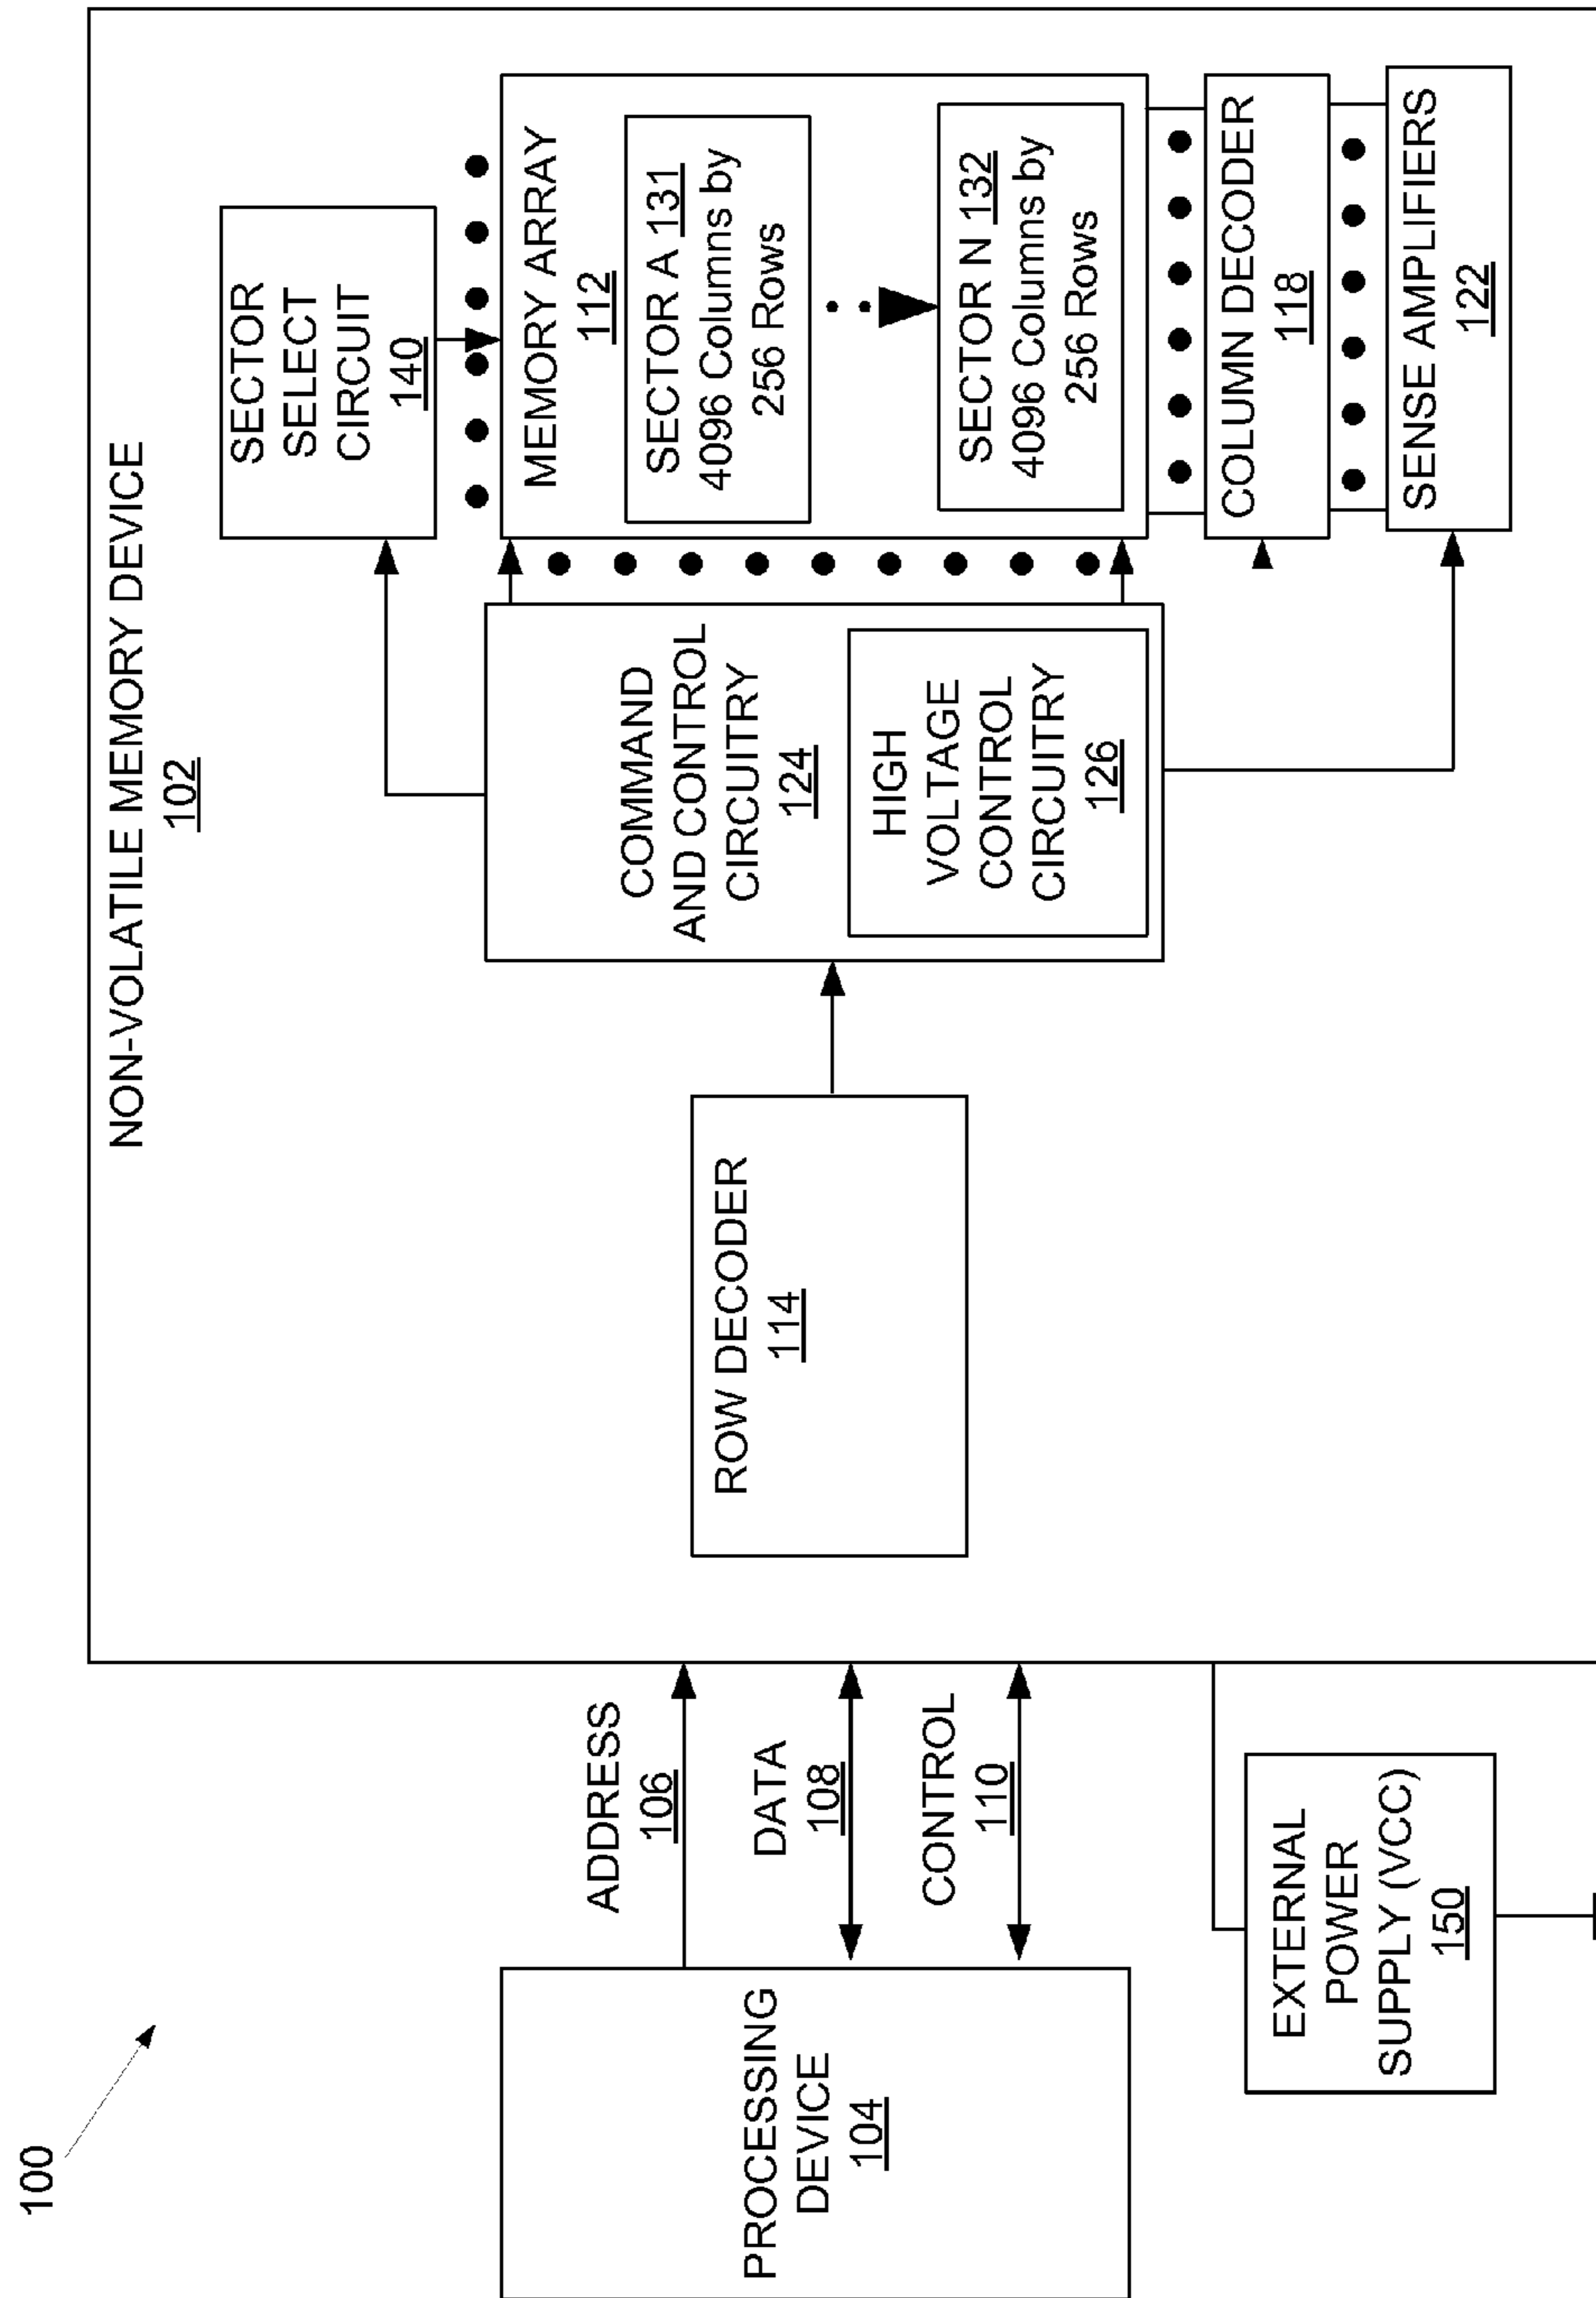 100
NON-VOLATILE MEMORY DEVICE
102
PROCESSING
DEVICE
104
ADDRESS
106
DATA
108
CONTROL
110
EXTERNAL
POWER
SUPPLY (VCC)
150
ROW DECODER
114
COMMAND
AND CONTROL
CIRCUITRY
124
HIGH
VOLTAGE
CONTROL
CIRCUITRY
126
SECTOR
SELECT
CIRCUIT
140
MEMORY ARRAY
112
SECTOR A 131
4096 Columns by
256 Rows
SECTOR N 132
4096 Columns by
256 Rows
COLUMN DECODER
118
SENSE AMPLIFIERS
122